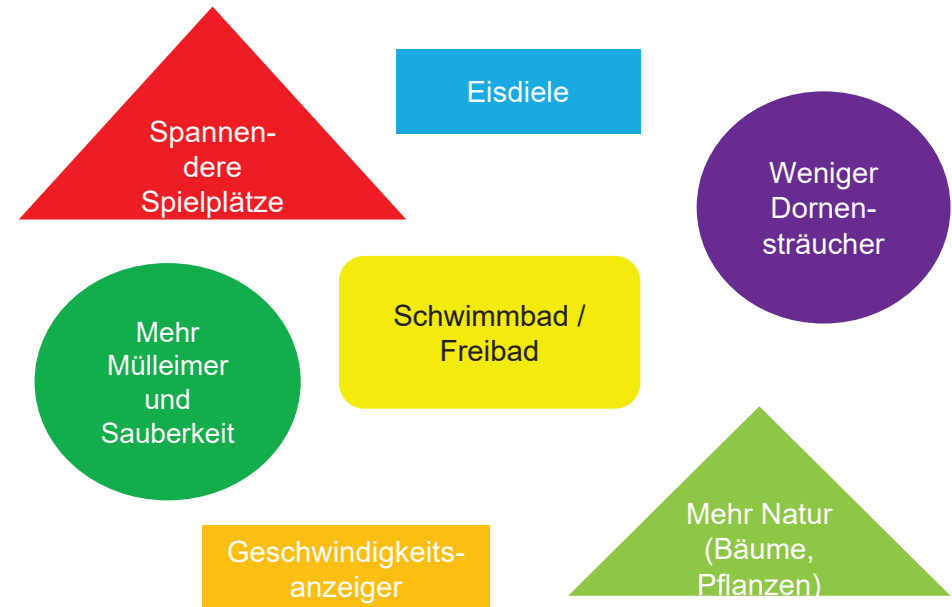 Spannen-
dere
Spielplätze
Eisdiele
Weniger
Dornen-
sträucher
Mehr
Mülleimer
und
Sauberkeit
Schwimmbad /
Freibad
Geschwindigkeits-
anzeiger
Mehr Natur
(Bäume,
Pflanzen)